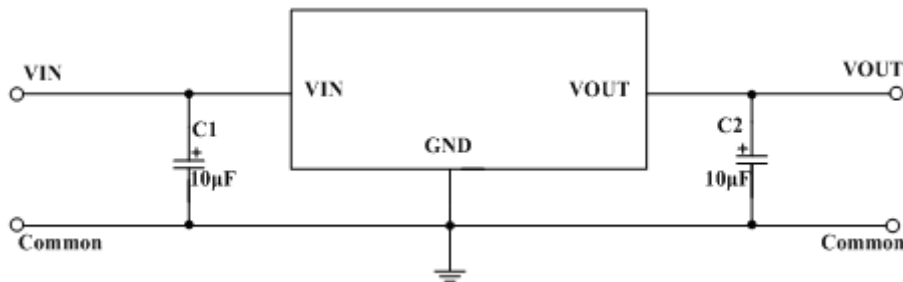 VIN
VOUT
VIN
VOUT
C1
+
C2
+
GND
10μF
10μF
Common
Common